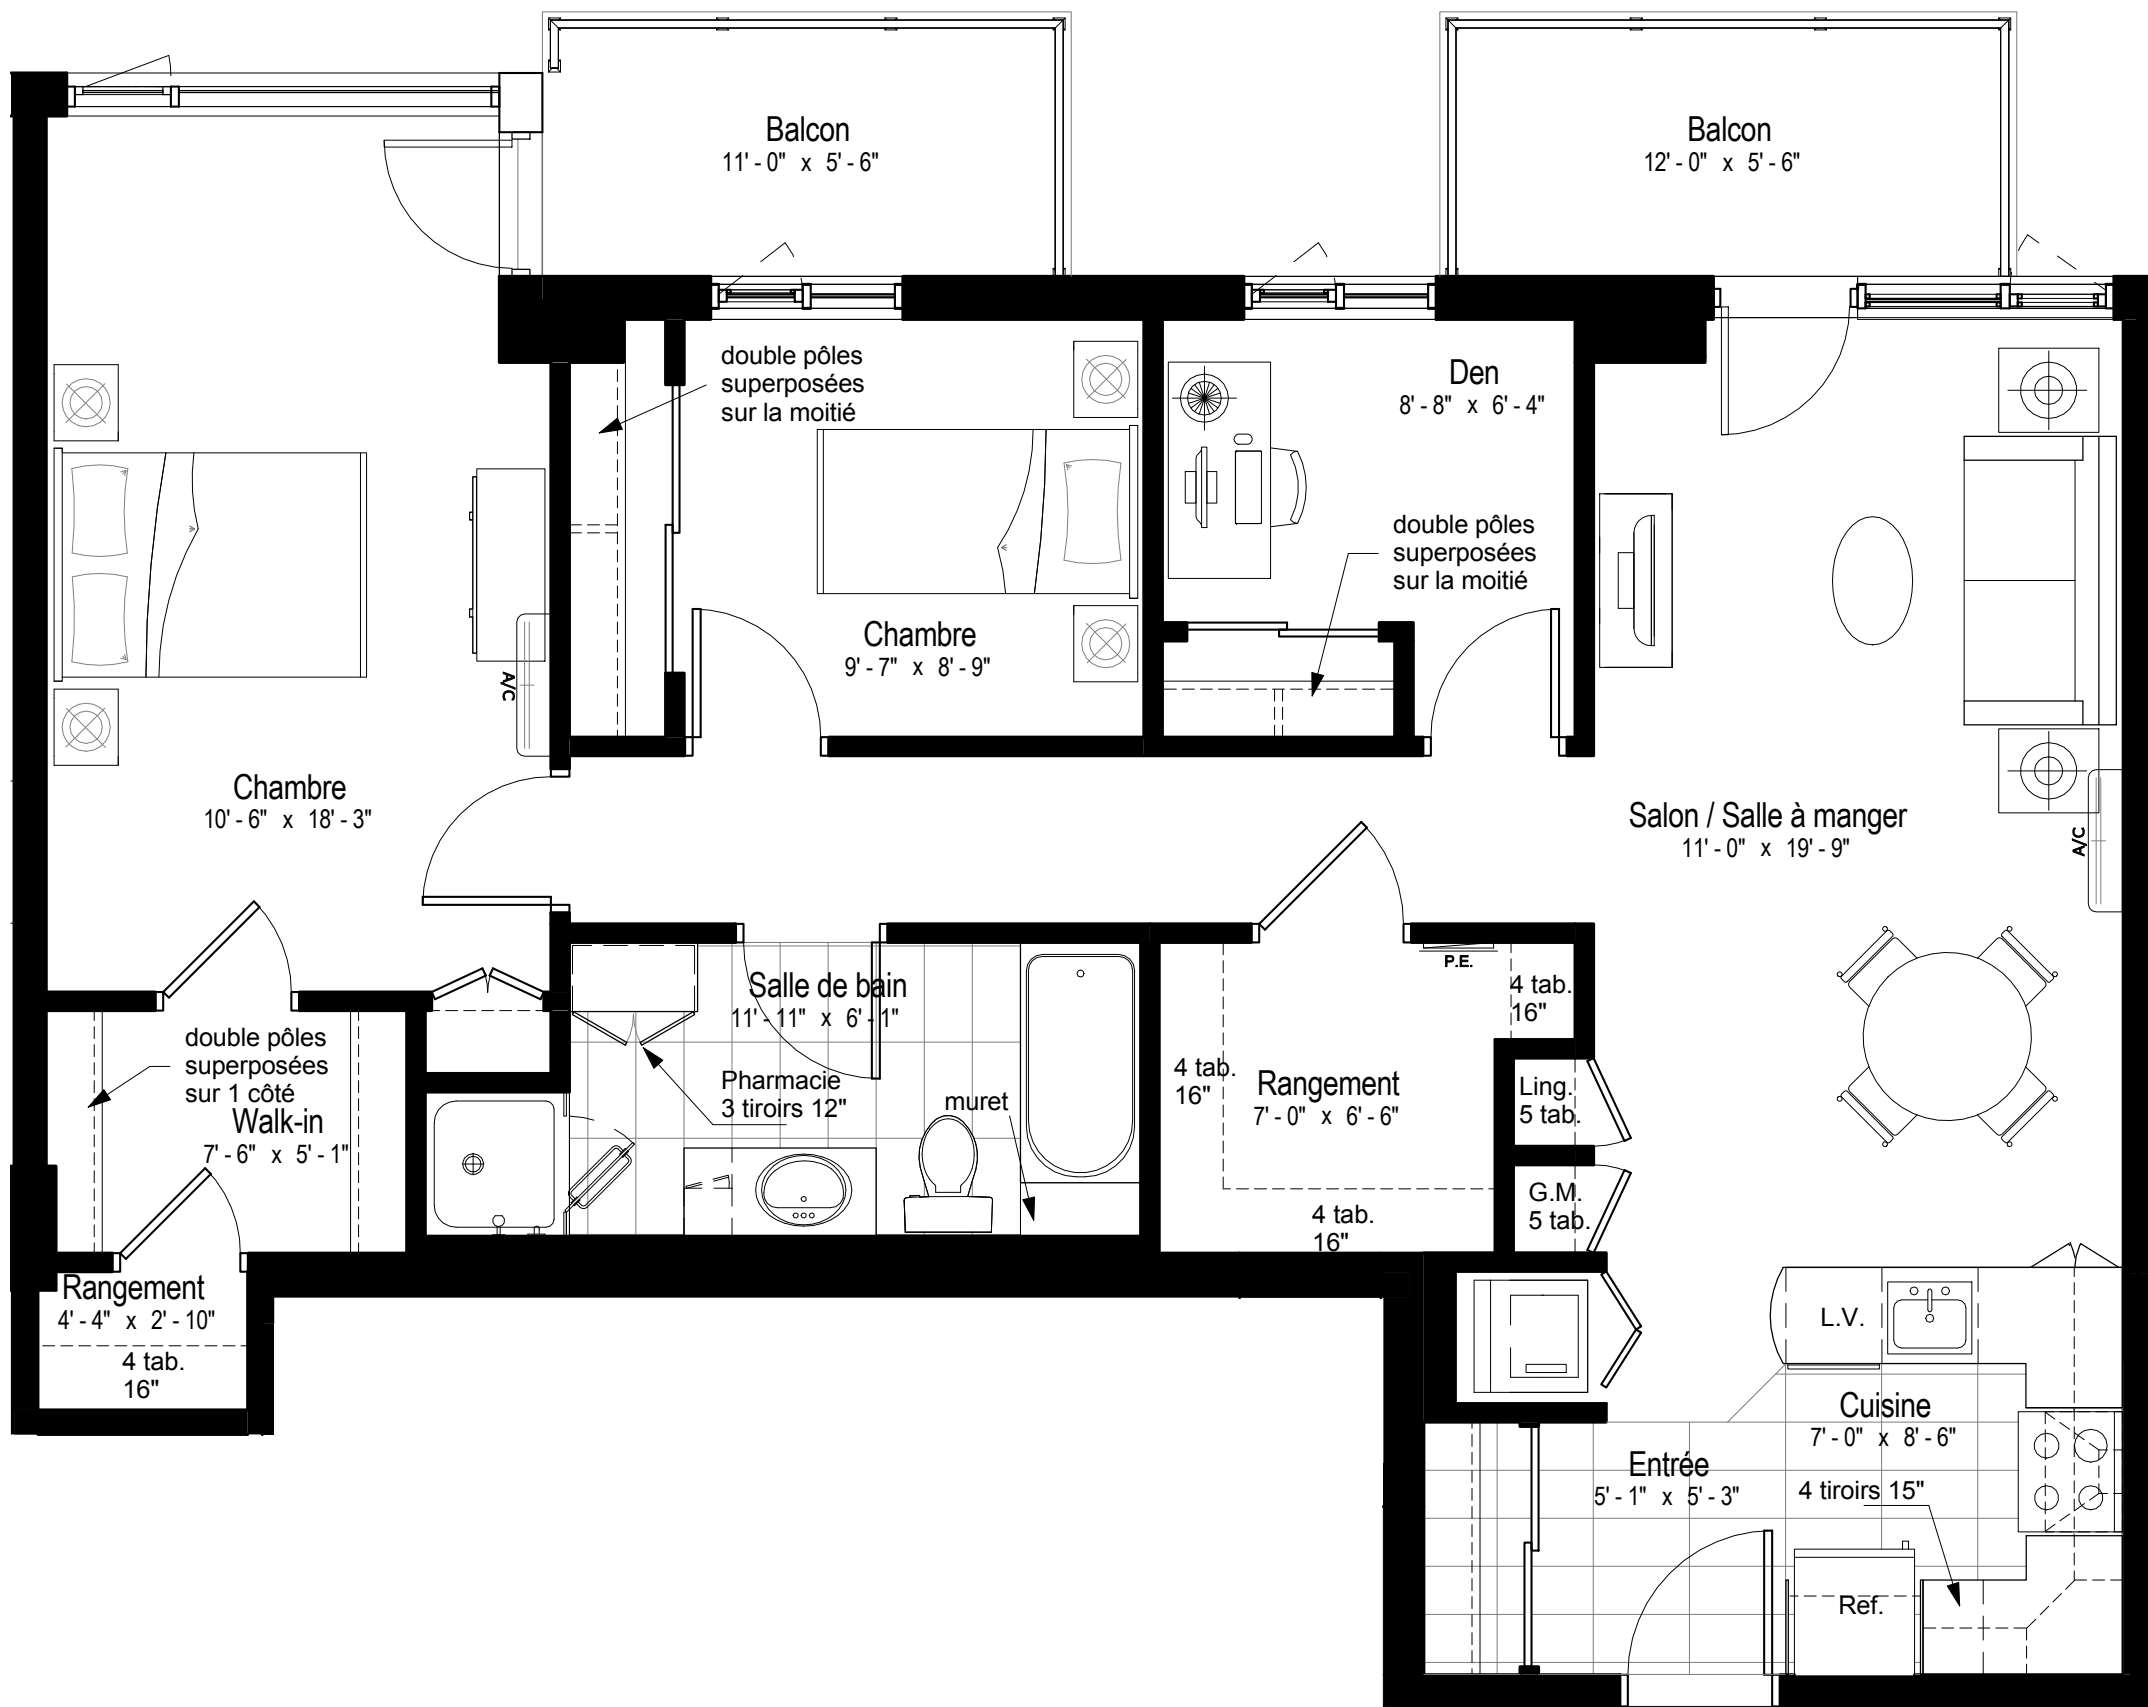 Balcon
11' - 0" x 5' - 6"
Balcon
12' - 0" x 5' - 6"
double pôles
superposées
sur la moitié
Den
8' - 8" x 6' - 4"
double pôles
superposées
sur la moitié
Chambre
9' - 7" x 8' - 9"
A/C
Chambre
10' - 6" x 18' - 3"
Salon / Salle à manger
11' - 0" x 19' - 9"
A/C
P.E.
Salle de bain
11' - 11" x 6' - 1"
4 tab.
16"
double pôles
superposées
sur 1 côté
Walk-in
7' - 6" x 5' - 1"
Pharmacie
3 tiroirs 12"
muret
4 tab.
16"
Rangement
7' - 0" x 6' - 6"
Ling.
5 tab.
G.M.
5 tab.
4 tab.
16"
Rangement
4' - 4" x 2' - 10"
4 tab.
16"
L.V.
Cuisine
7' - 0" x 8' - 6"
Entrée
5' - 1" x 5' - 3"
4 tiroirs 15"
Ref.